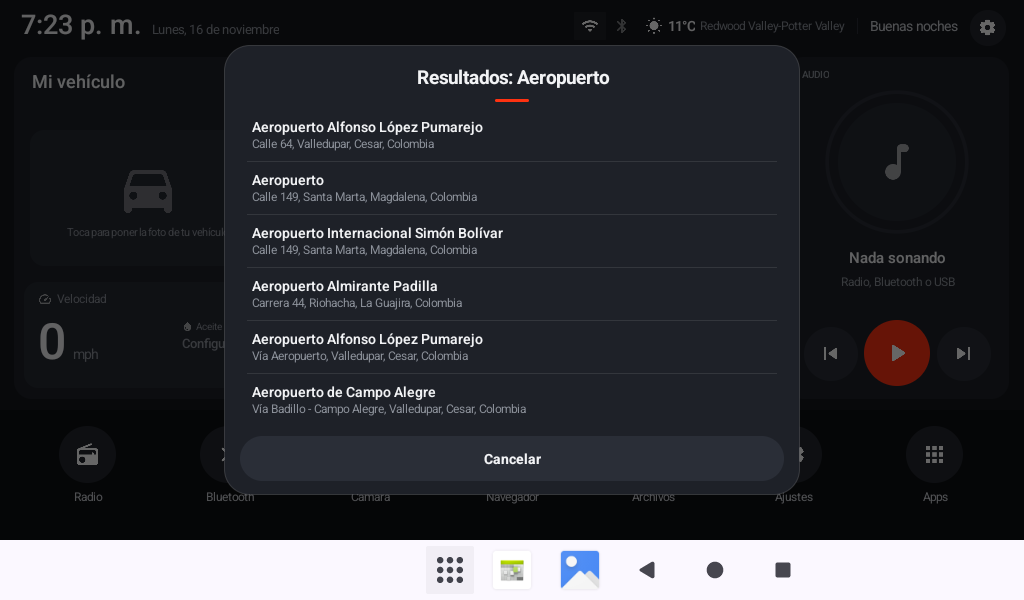 7:23 p. m.
Lunes, 16 de noviembre
11°C
Redwood Valley-Potter Valley
Buenas noches
Mi vehículo
AUDIO
Resultados: Aeropuerto
Aeropuerto Alfonso López Pumarejo
Calle 64, Valledupar, Cesar, Colombia
Aeropuerto
Calle 149, Santa Marta, Magdalena, Colombia
Aeropuerto Internacional Simón Bolívar
Calle 149, Santa Marta, Magdalena, Colombia
Aeropuerto Almirante Padilla
Carrera 44, Riohacha, La Guajira, Colombia
Aeropuerto Alfonso López Pumarejo
Vía Aeropuerto, Valledupar, Cesar, Colombia
Aeropuerto de Campo Alegre
Vía Badillo - Campo Alegre, Valledupar, Cesar, Colombia
Cancelar
Toca para poner la foto de tu vehícul
Velocidad
0 mph
Aceite
Configu
Nada sonando
Radio, Bluetooth o USB
Radio
Bluetooth
Cámara
Navegador
Archivos
Ajustes
Apps